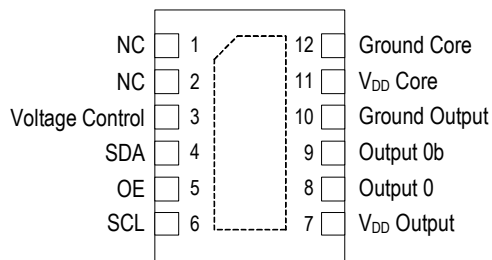 NC 1 12 Ground Core
NC 2 11 VDD Core
Voltage Control 3 10 Ground Output
SDA 4 9 Output 0b
OE 5 8 Output 0
SCL 6 7 VDD Output